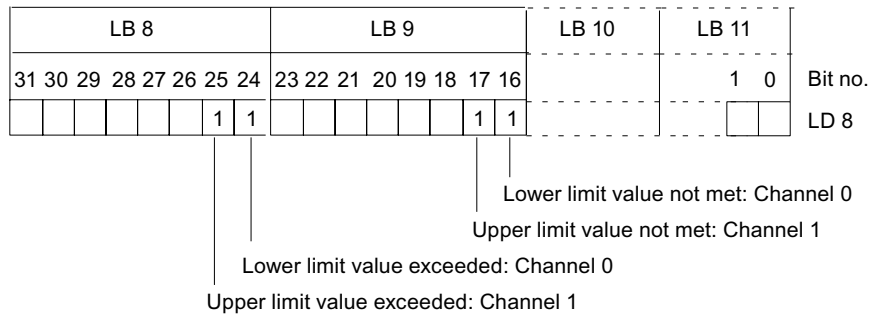 LB 8 LB 9 LB 10 LB 11
31 30 29 28 27 26 25 24 23 22 21 20 19 18 17 16 1 0 Bit no.
1 1 1 1 LD 8
Lower limit value not met: Channel 0
Upper limit value not met: Channel 1
Lower limit value exceeded: Channel 0
Upper limit value exceeded: Channel 1